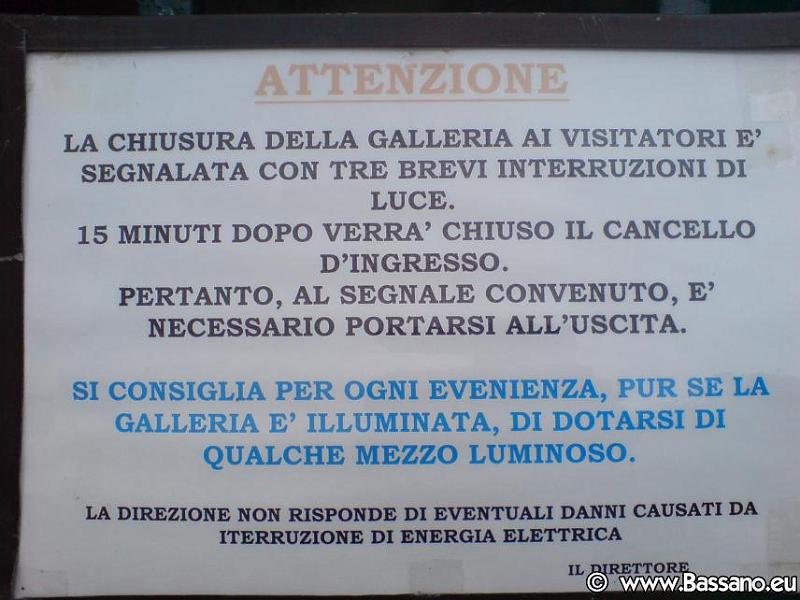 ATTENZIONE
LA CHIUSURA DELLA GALLERIA AI VISITATORI E'
SEGNALATA CON TRE BREVI INTERRUZIONI DI
LUCE.
15 MINUTI DOPO VERRA' CHIUSO IL CANCELLO
D'INGRESSO.
PERTANTO, AL SEGNALE CONVENUTO, E'
NECESSARIO PORTARSI ALL'USCITA.
SI CONSIGLIA PER OGNI EVENIENZA, PUR SE LA
GALLERIA E' ILLUMINATA, DI DOTARSI DI
QUALCHE MEZZO LUMINOSO.
LA DIREZIONE NON RISPONDE DI EVENTUALI DANNI CAUSATI DA
ITERRUZIONE DI ENERGIA ELETTRICA
IL DIRETTORE
© www.Bassano.eu